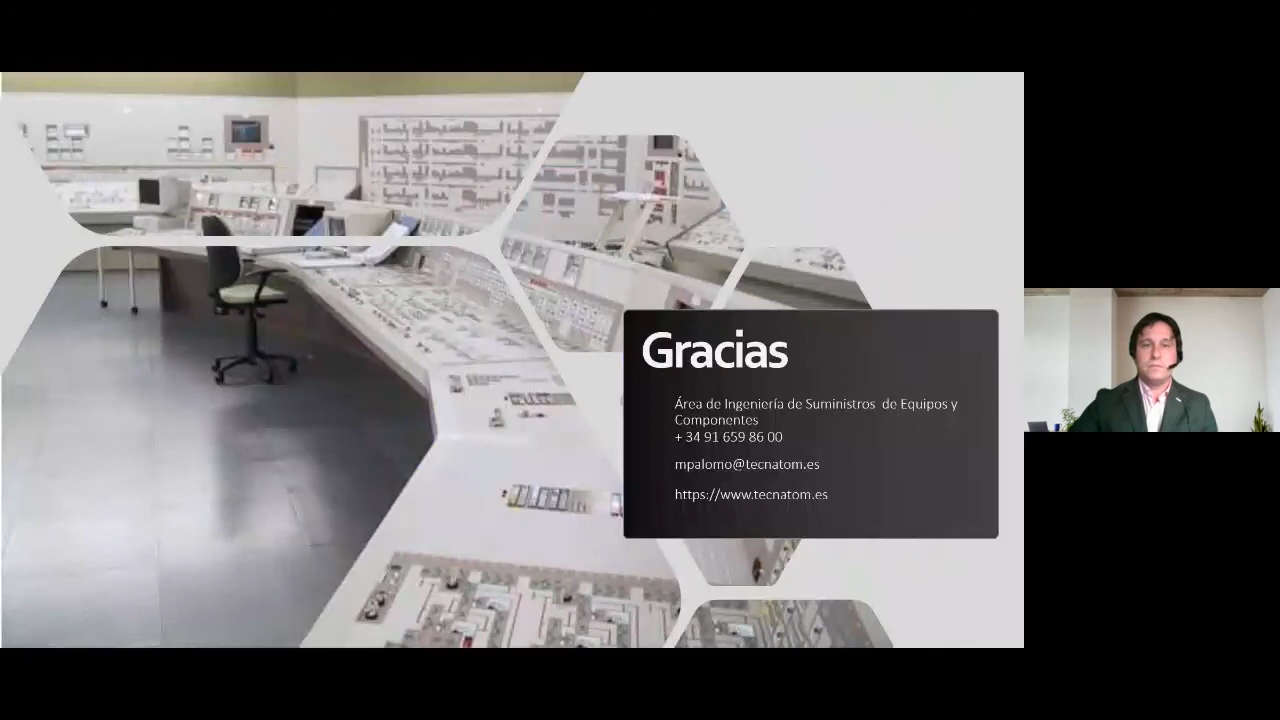 Gracias
Área de Ingeniería de Suministros de Equipos y
Componentes
+ 34 91 659 86 00
mpalomo@tecnatom.es
https://www.tecnatom.es